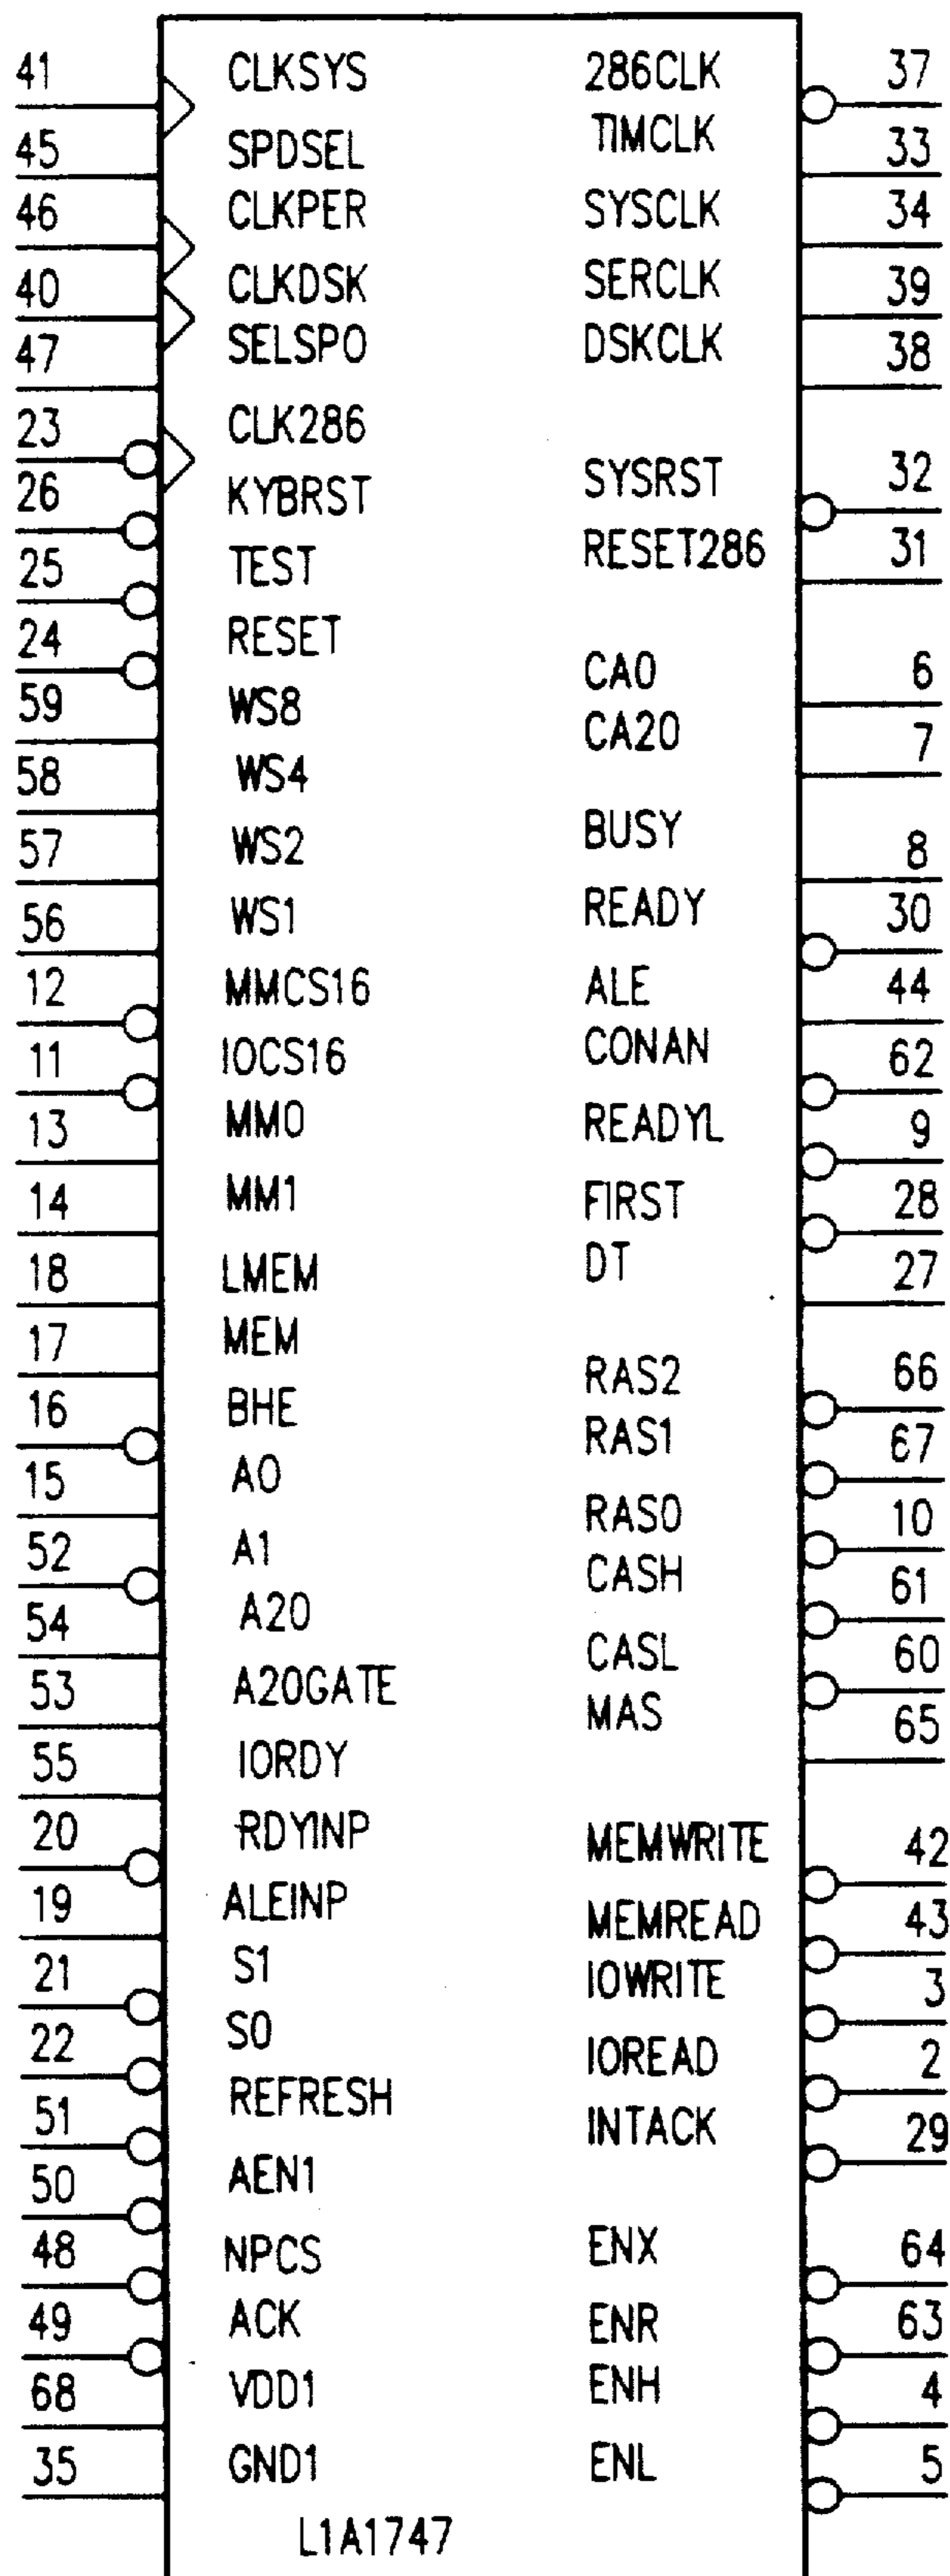 41 CLKSYS 286CLK 37
45 SPDSEL TIMCLK 33
46 CLKPER SYSCLK 34
40 CLKDSK SERCLK 39
47 SELSPO DSKCLK 38
23 CLK286
26 KYBRST SYSRST 32
25 TEST RESET286 31
24 RESET CA0 6
59 WS8 CA20 7
58 WS4
57 WS2 BUSY 8
56 WS1 READY 30
12 MMCS16 ALE 44
11 IOCS16 CONAN 62
13 MM0 READYL 9
14 MM1 FIRST 28
18 LMEM DT 27
17 MEM
16 BHE RAS2 66
15 A0 RAS1 67
52 A1 RAS0 10
54 A20 CASH 61
53 A20GATE CASL 60
55 IORDY MAS 65
20 RDYINP MEMWRITE 42
19 ALEINP MEMREAD 43
21 S1 IOWRITE 3
22 S0 IOREAD 2
51 REFRESH INTACK 29
50 AEN1
48 NPCS ENX 64
49 ACK ENR 63
68 VDD1 ENH 4
35 GND1 ENL 5
L1A1747